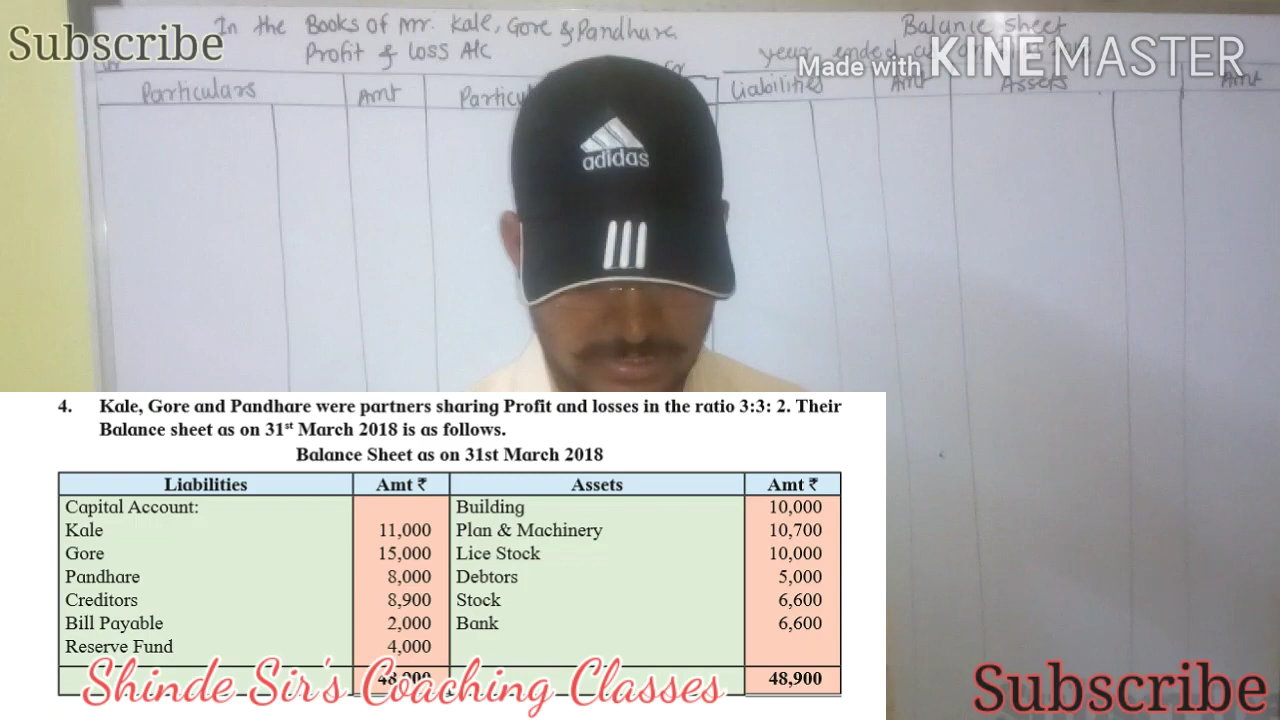 Subscribe
In the Books of Mr. Kale, Gore & Pandhare
Profit & Loss A/c
Balance sheet
year ended
Made with KINEMASTER
Particulars Amt
Liabilities Amt Assets Amt
adidas
4. Kale, Gore and Pandhare were partners sharing Profit and losses in the ratio 3:3: 2. Their
Balance sheet as on 31st March 2018 is as follows.
Balance Sheet as on 31st March 2018
Liabilities Amt ₹ Assets Amt ₹
Capital Account: Building 10,000
Kale 11,000 Plan & Machinery 10,700
Gore 15,000 Lice Stock 10,000
Pandhare 8,000 Debtors 5,000
Creditors 8,900 Stock 6,600
Bill Payable 2,000 Bank 6,600
Reserve Fund 4,000
48,900 48,900
Shinde Sir's Coaching Classes
Subscribe